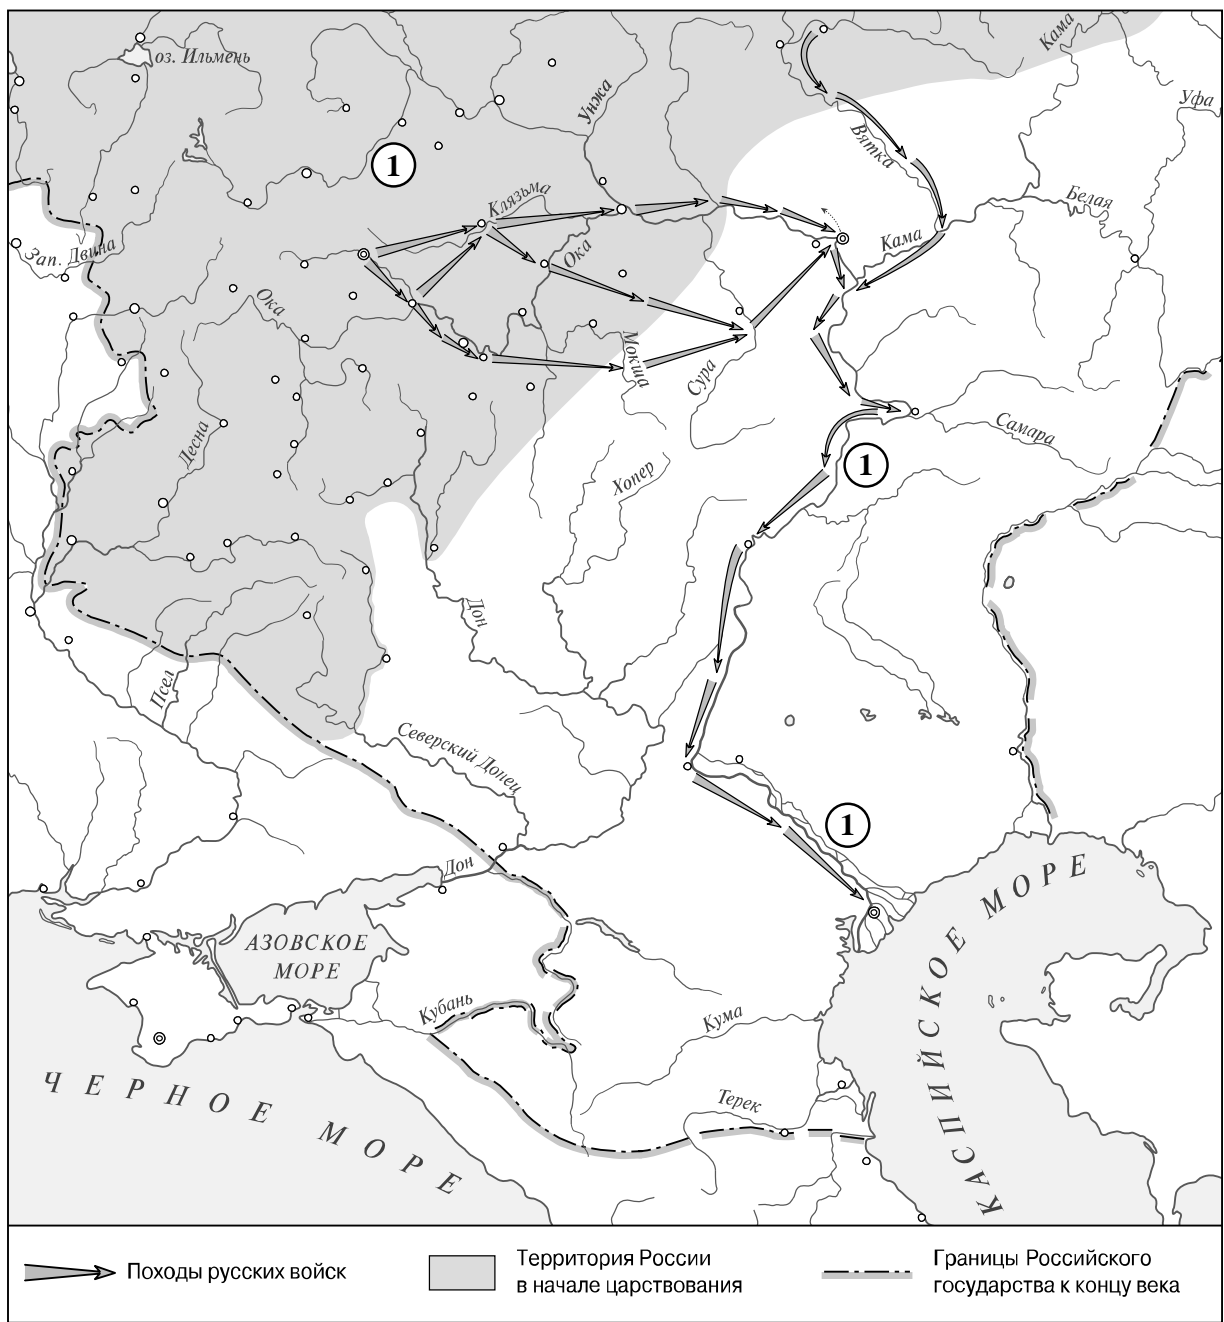 оз. Ильмень
Кама
Уфа
Унжа
Вятка
1
Клязьма
Белая
Зап. Двина
Ока
Кама
Ока
Мокша
Сура
Десна
Самара
1
Хопер
Дон
Псел
Северский Донец
1
Дон
АЗОВСКОЕ
МОРЕ
КАСПИЙСКОЕ МОРЕ
Кубань
Кума
Терек
ЧЕРНОЕ МОРЕ
Походы русских войск
Территория России
в начале царствования
Границы Российского
государства к концу века